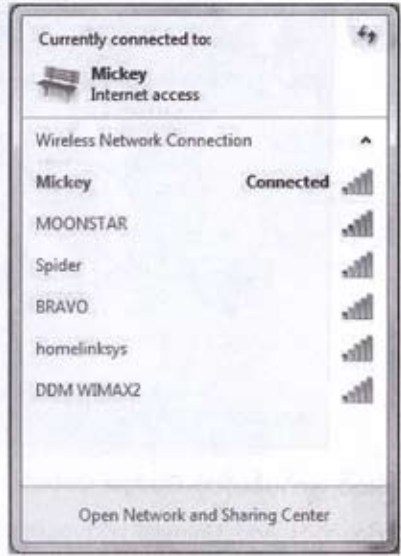 Currently connected to:
Mickey
Internet access
Wireless Network Connection
Mickey Connected
MOONSTAR
Spider
BRAVO
homelinksys
DDM WIMAX2
Open Network and Sharing Center